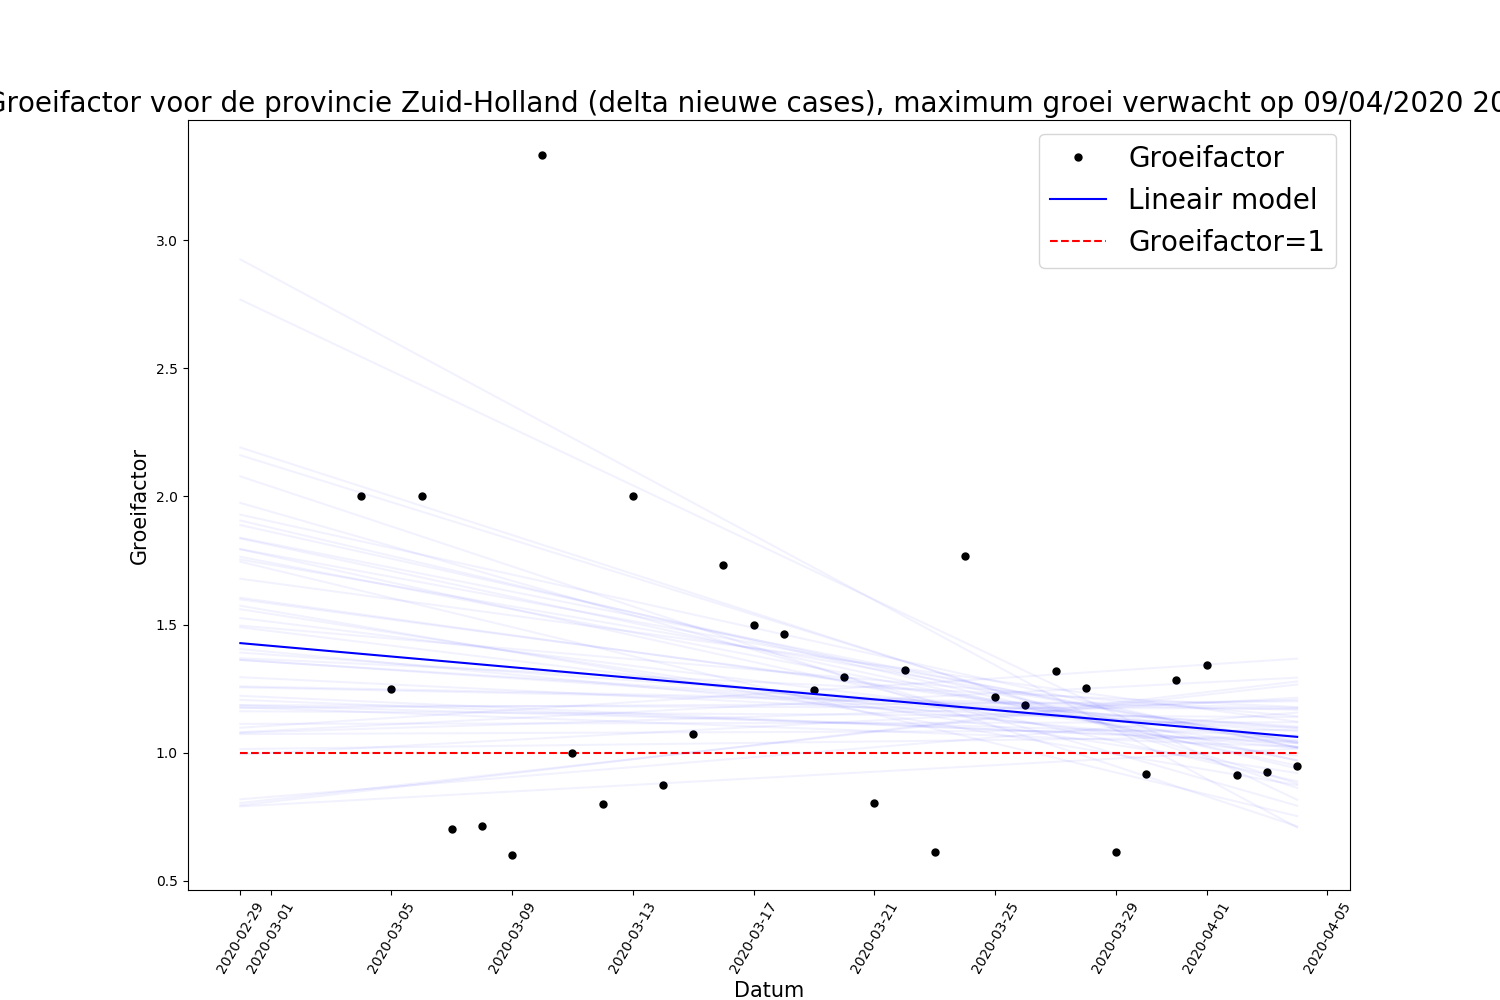 Groeifactor voor de provincie Zuid-Holland (delta nieuwe cases), maximum groei verwacht op 09/04/2020 20
Groeifactor
Lineair model
Groeifactor=1
3.0
2.5
2.0
1.5
1.0
0.5
Groeifactor
2020-02-29
2020-03-01
2020-03-05
2020-03-09
2020-03-13
2020-03-17
2020-03-21
2020-03-25
2020-03-29
2020-04-01
2020-04-05
Datum